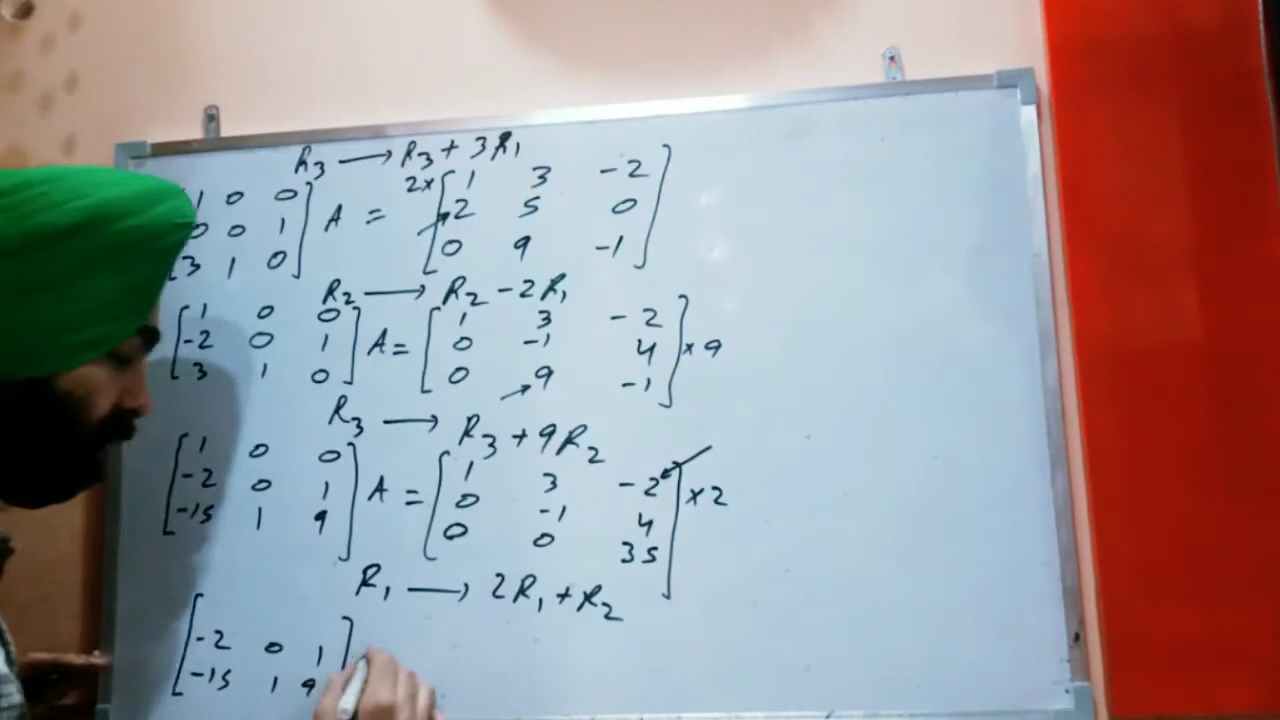 R₃ → R₃ + 3R₁
1 0 0 ] A = 2× [ 1 3 -2 ]
0 0 1 ] [ 2 5 0 ]
[ 3 1 0 ] [ 0 9 -1 ]
R₂ → R₂ - 2R₁
[ 1 0 0 ] [ 1 3 -2 ]
[ -2 0 1 ] A = [ 0 -1 4 ] × 9
[ 3 1 0 ] [ 0 9 -1 ]
R₃ → R₃ + 9R₂
[ 1 0 0 ] [ 1 3 -2 ]
[ -2 0 1 ] A = [ 0 -1 4 ] × 2
[ -15 1 9 ] [ 0 0 35 ]
R₁ → 2R₁ + R₂
[ -2 0 1 ]
[ -15 1 9